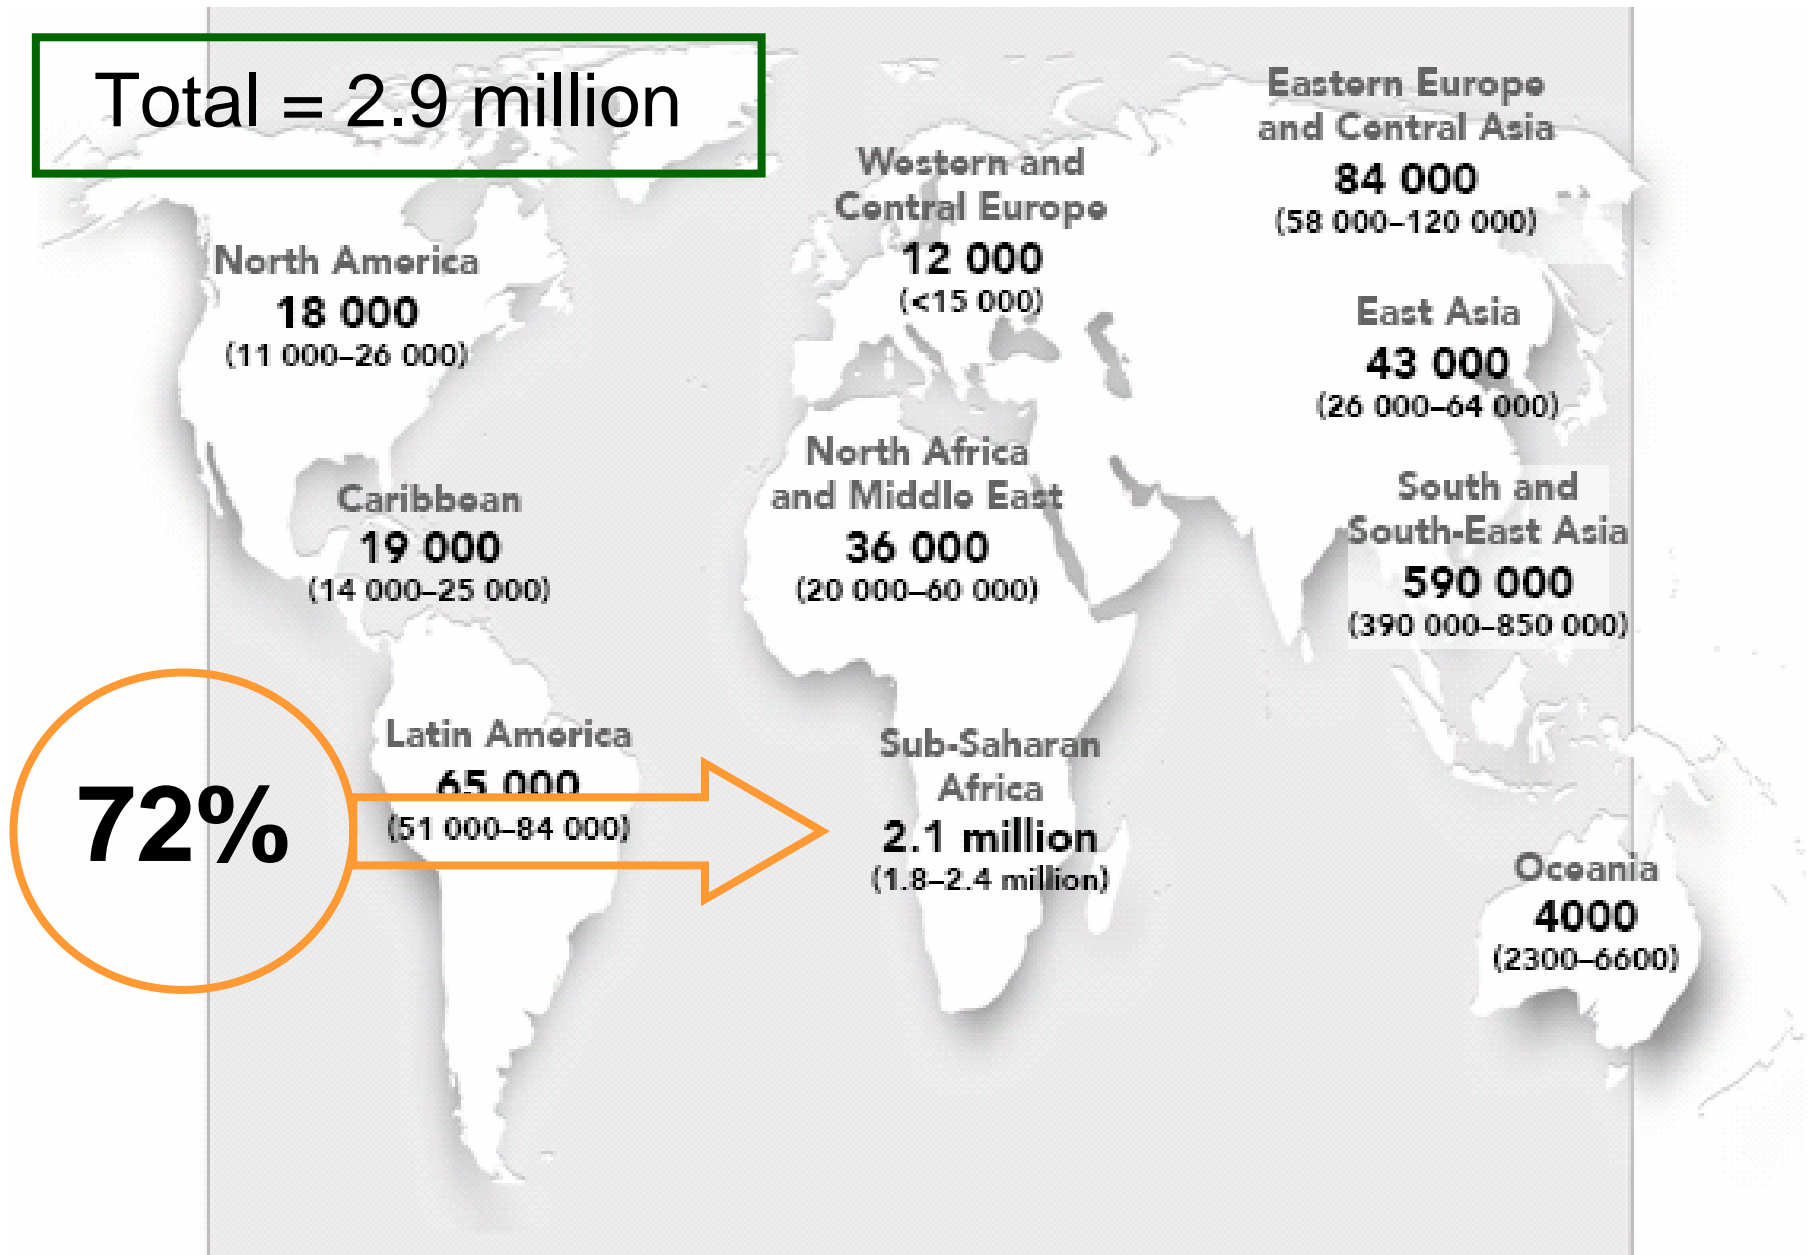 Total = 2.9 million
Eastern Europe
and Central Asia
84 000
(58 000–120 000)
Western and
Central Europe
12 000
(<15 000)
North America
18 000
(11 000–26 000)
East Asia
43 000
(26 000–64 000)
North Africa
and Middle East
36 000
(20 000–60 000)
Caribbean
19 000
(14 000–25 000)
South and
South-East Asia
590 000
(390 000–850 000)
72%
Latin America
65 000
(51 000–84 000)
Sub-Saharan
Africa
2.1 million
(1.8–2.4 million)
Oceania
4000
(2300–6600)